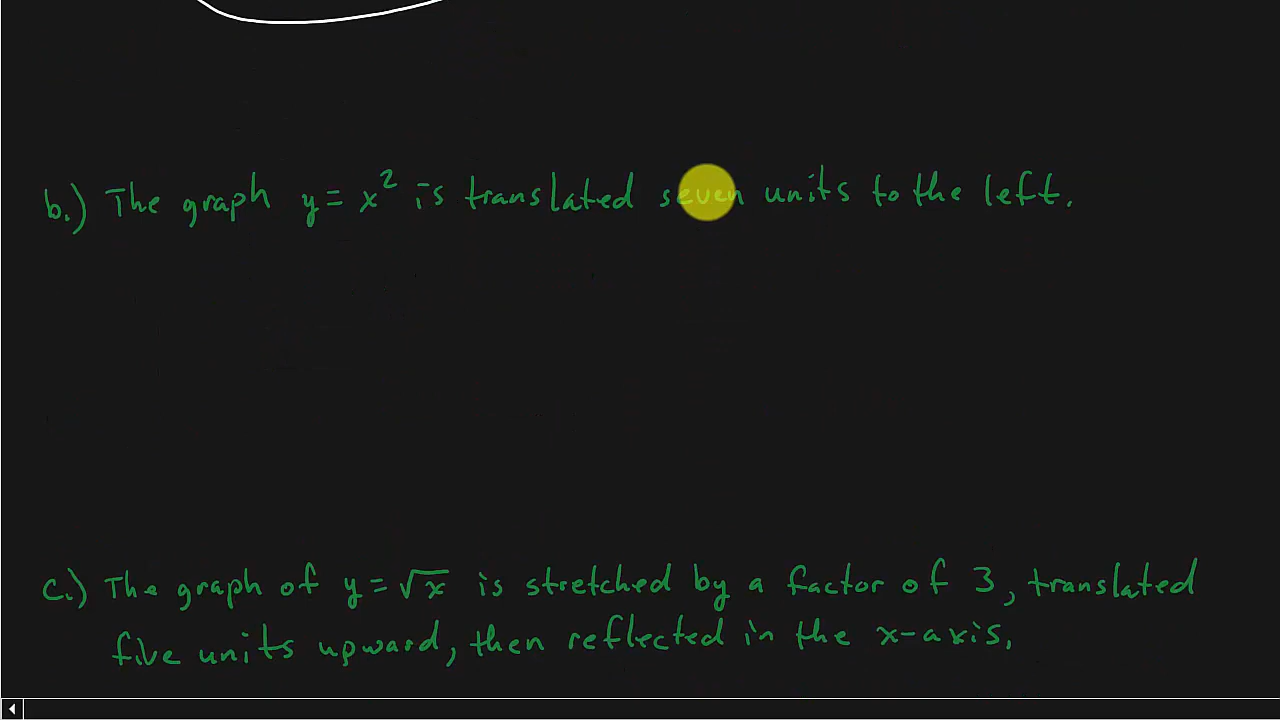 b.) The graph y = x² is translated seven units to the left.
c.) The graph of y = √x is stretched by a factor of 3, translated
five units upward, then reflected in the x-axis.